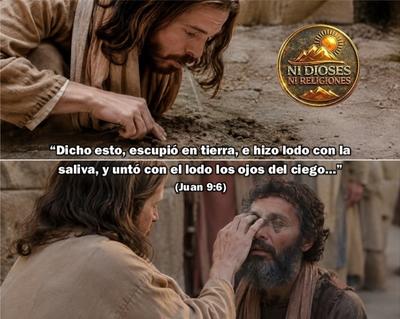 NI DIOSES
NI RELIGIONES
“Dicho esto, escupió en tierra, e hizo lodo con la
saliva, y untó con el lodo los ojos del ciego...”
(Juan 9:6)